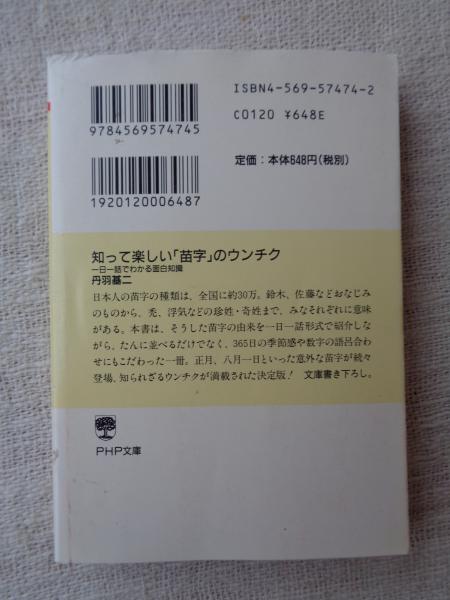 ISBN4-569-57474-2
9784569574745
C0120 ¥648E
定価：本体648円(税別)
1920120006487
知って楽しい「苗字」のウンチク
一日一話でわかる面白知識
丹羽基二
日本人の苗字の種類は、全国に約30万。鈴木、佐藤などおなじみ
のものから、禿、浮気などの珍姓・奇姓まで、みなそれぞれに意味
がある。本書は、そうした苗字の由来を一日一話形式で紹介しな
がら、たんに並べるだけでなく、365日の季節感や数字の語呂合わ
せにもこだわった一冊。正月、八月一日といった意外な苗字が続々
登場、知られざるウンチクが満載された決定版！ 文庫書き下ろし。
PHP文庫